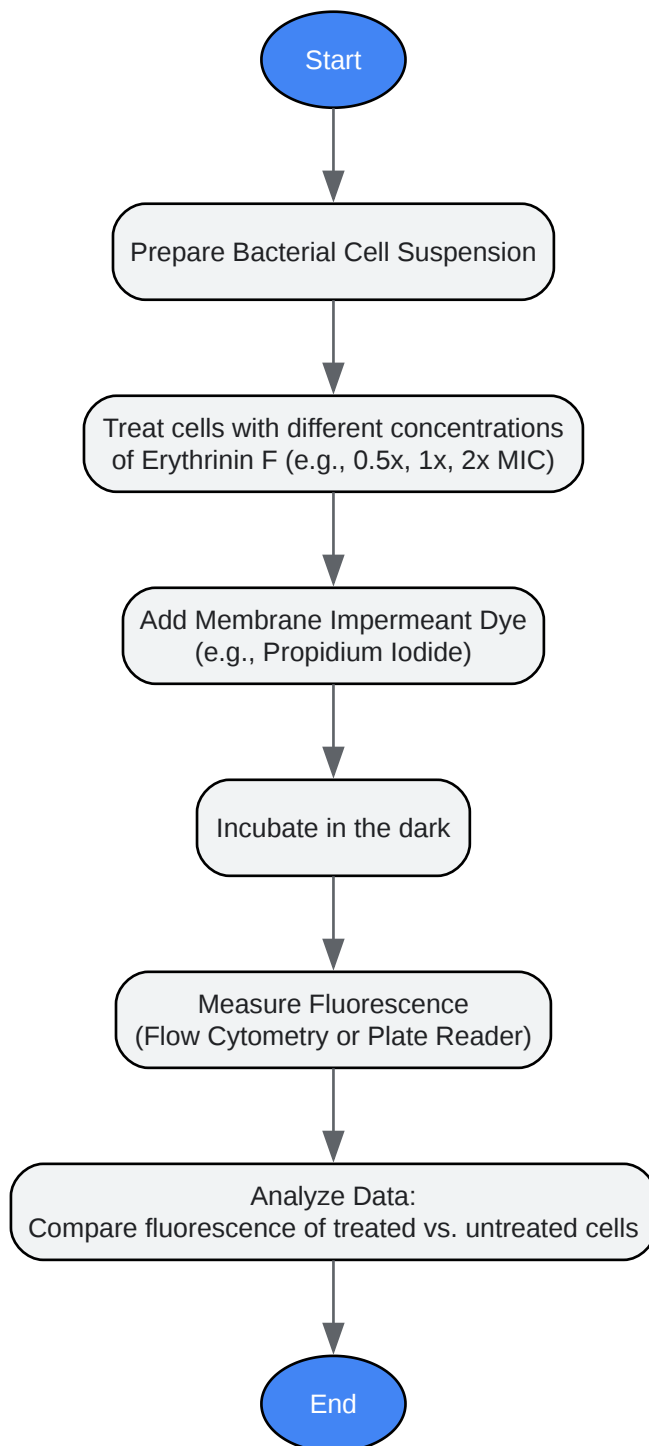 Start
Prepare Bacterial Cell Suspension
Treat cells with different concentrations
of Erythrinin F (e.g., 0.5x, 1x, 2x MIC)
Add Membrane Impermeant Dye
(e.g., Propidium Iodide)
Incubate in the dark
Measure Fluorescence
(Flow Cytometry or Plate Reader)
Analyze Data:
Compare fluorescence of treated vs. untreated cells
End